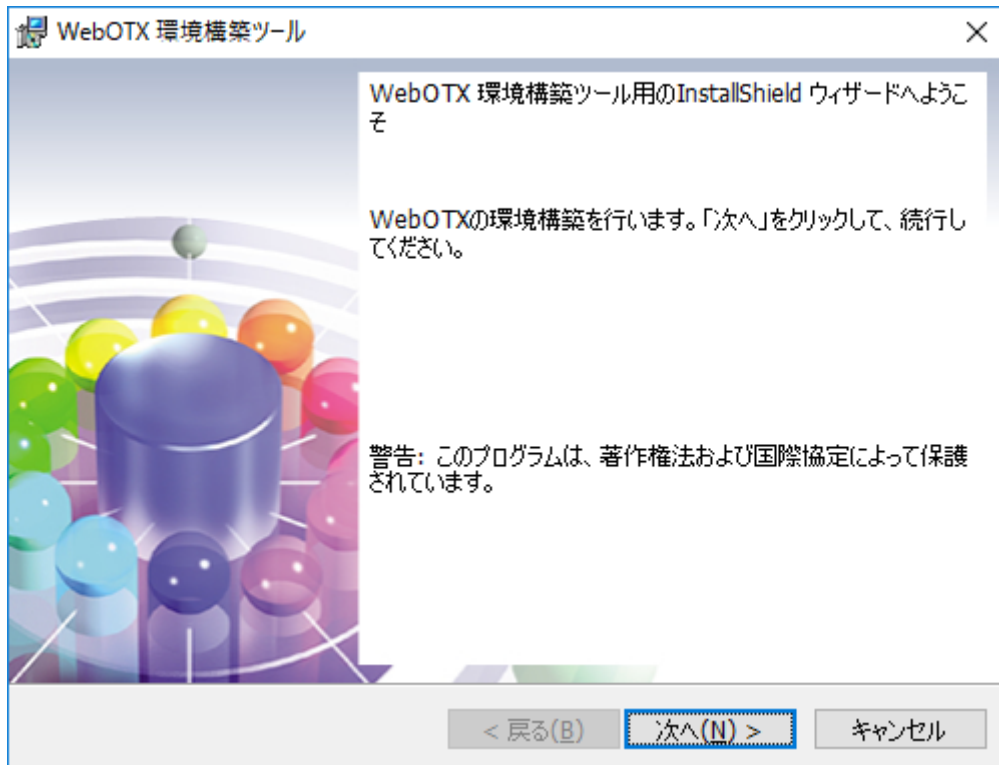 WebOTX 環境構築ツール
WebOTX 環境構築ツール用のInstallShield ウィザードへようこ
そ
WebOTXの環境構築を行います。「次へ」をクリックして、続行し
てください。
警告: このプログラムは、著作権法および国際協定によって保護
されています。
< 戻る(B)
次へ(N) >
キャンセル